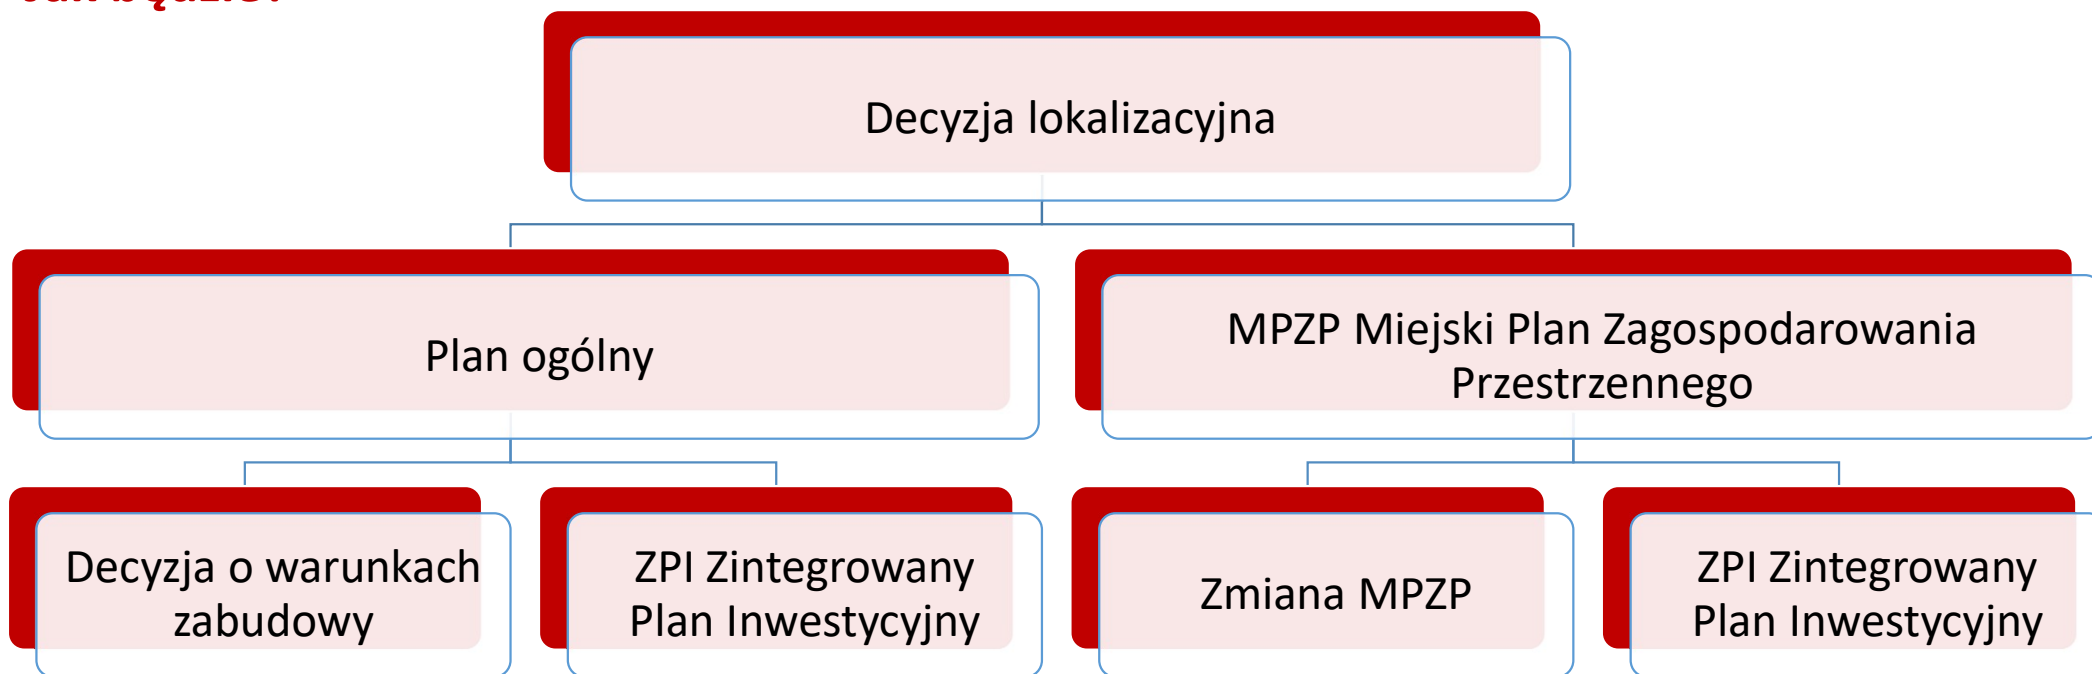 Decyzja lokalizacyjna
Plan ogólny
MPZP Miejski Plan Zagospodarowania
Przestrzennego
Decyzja o warunkach
zabudowy
ZPI Zintegrowany
Plan Inwestycyjny
Zmiana MPZP
ZPI Zintegrowany
Plan Inwestycyjny